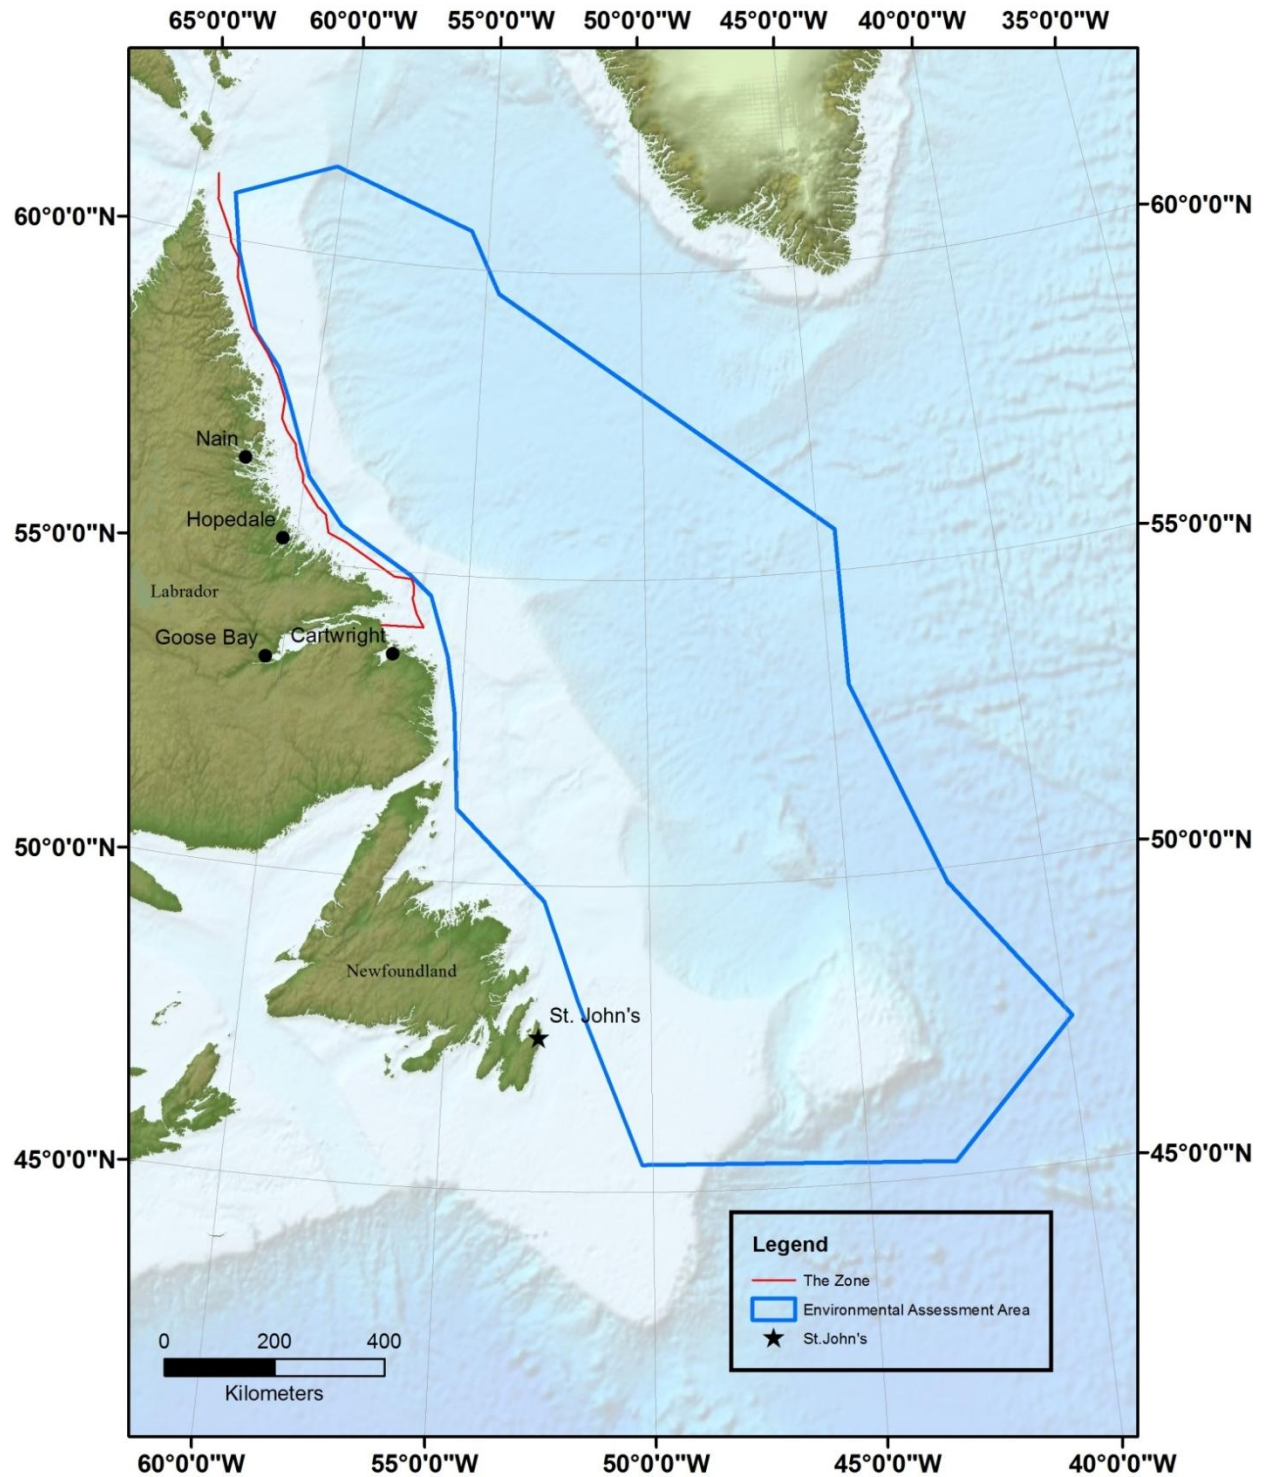 65°0'0"W 60°0'0"W 55°0'0"W 50°0'0"W 45°0'0"W 40°0'0"W 35°0'0"W
60°0'0"N 60°0'0"N
Nain
Hopedale
55°0'0"N 55°0'0"N
Labrador
Goose Bay Cartwright
50°0'0"N 50°0'0"N
Newfoundland
St. John's
45°0'0"N 45°0'0"N
Legend
The Zone
Environmental Assessment Area
St.John's
0 200 400
Kilometers
60°0'0"W 55°0'0"W 50°0'0"W 45°0'0"W 40°0'0"W